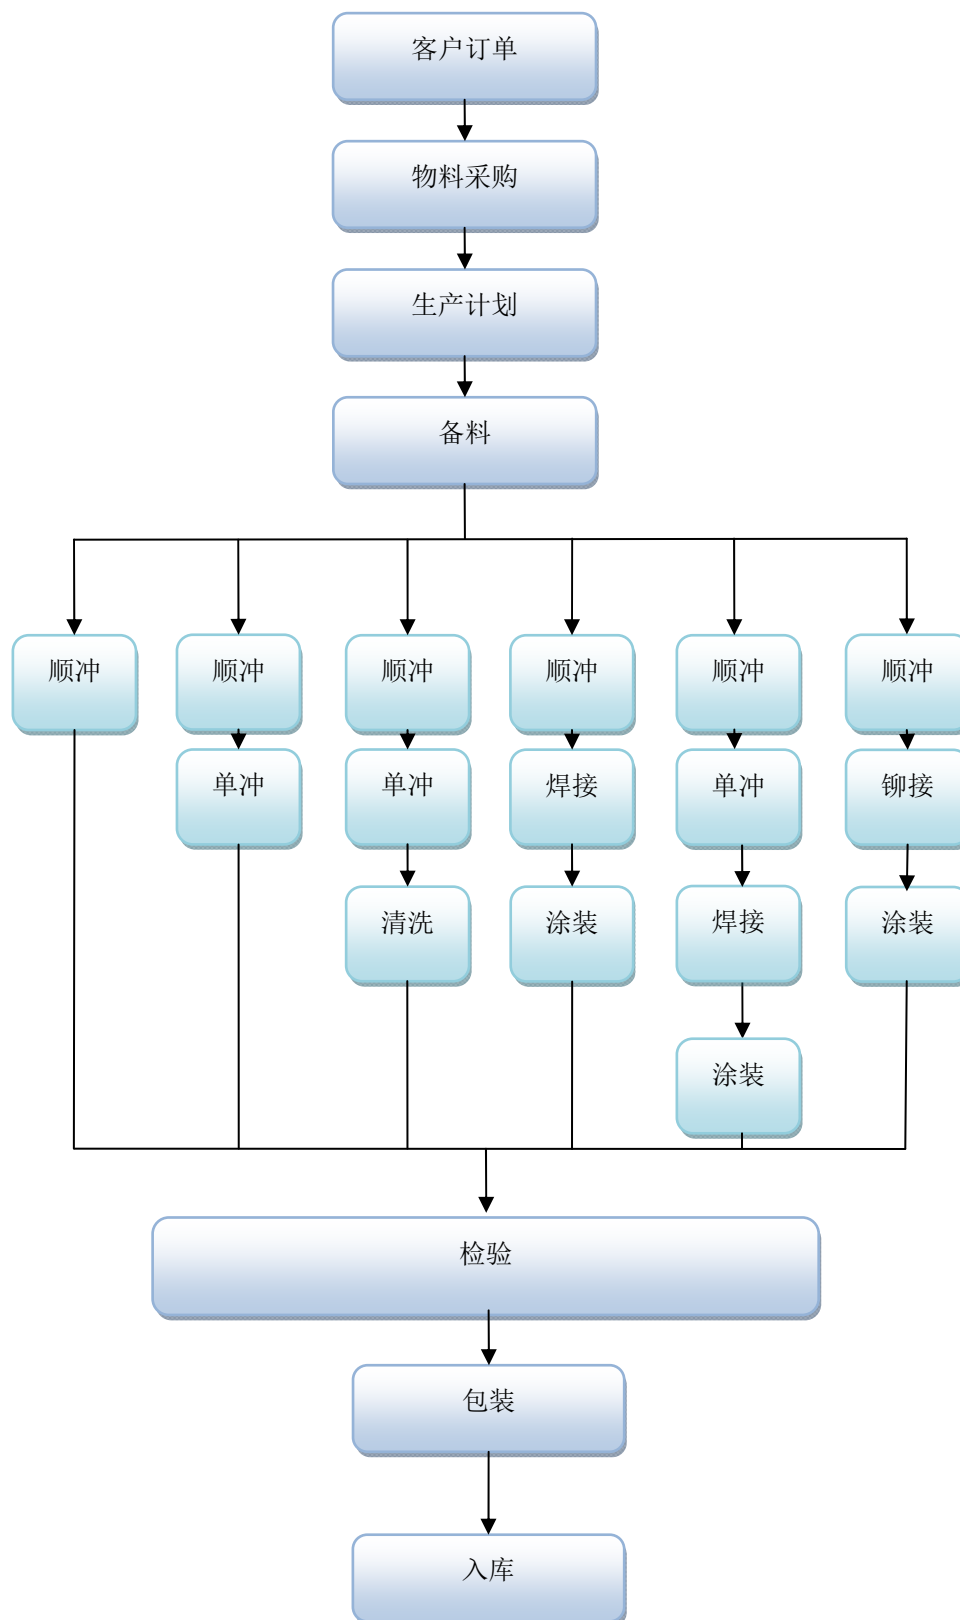 客户订单
物料采购
生产计划
备料
顺冲 顺冲 顺冲 顺冲 顺冲 顺冲
单冲 单冲 焊接 单冲 铆接
清洗 涂装 焊接 涂装
涂装
检验
包装
入库